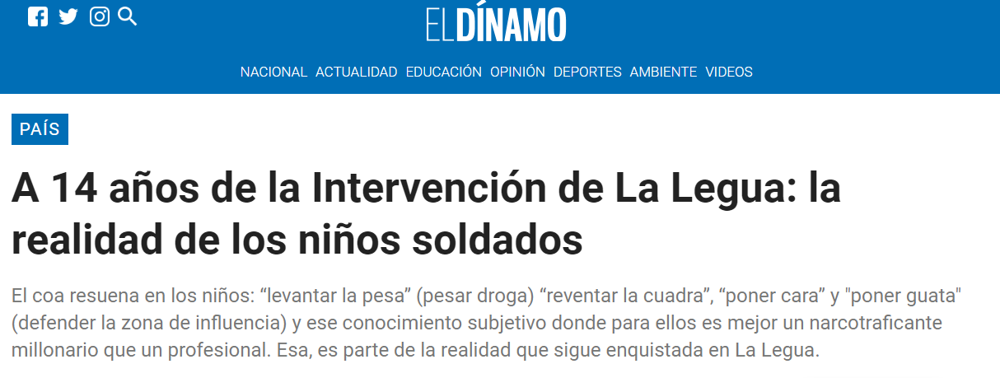 EL DÍNAMO
NACIONAL ACTUALIDAD EDUCACIÓN OPINIÓN DEPORTES AMBIENTE VIDEOS
PAÍS
A 14 años de la Intervención de La Legua: la
realidad de los niños soldados
El coa resuena en los niños: “levantar la pesa” (pesar droga) “reventar la cuadra”, “poner cara” y "poner guata"
(defender la zona de influencia) y ese conocimiento subjetivo donde para ellos es mejor un narcotraficante
millonario que un profesional. Esa, es parte de la realidad que sigue enquistada en La Legua.